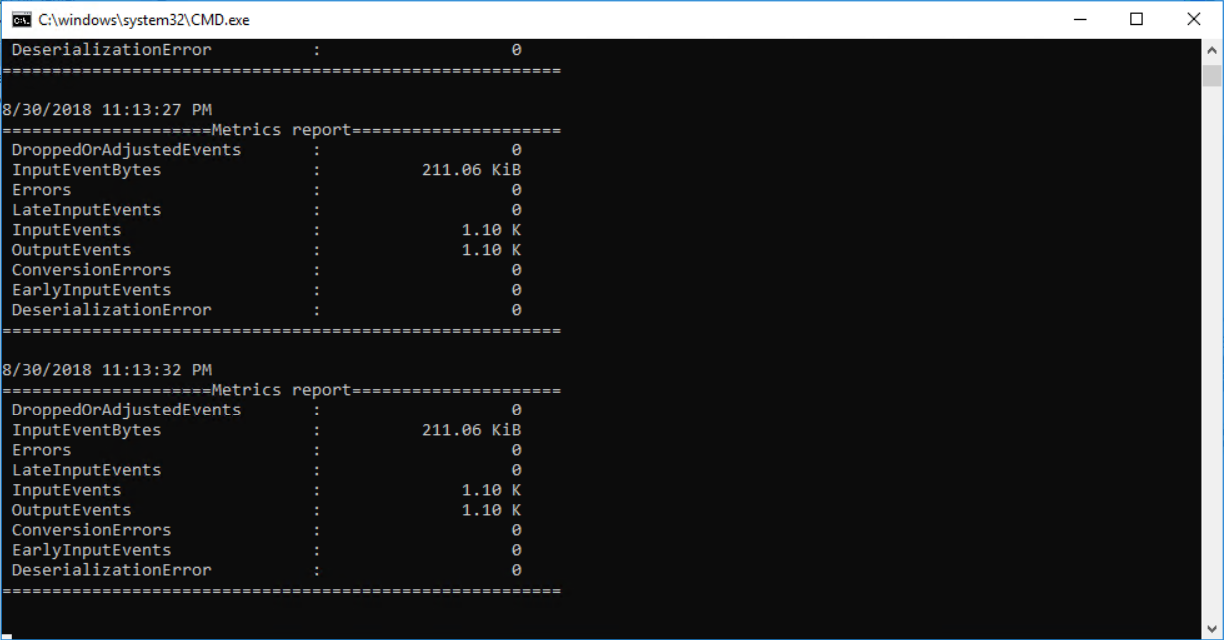 C:\windows\system32\CMD.exe
DeserializationError : 0
========================================================
8/30/2018 11:13:27 PM
=====================Metrics report=====================
DroppedOrAdjustedEvents : 0
InputEventBytes : 211.06 KiB
Errors : 0
LateInputEvents : 0
InputEvents : 1.10 K
OutputEvents : 1.10 K
ConversionErrors : 0
EarlyInputEvents : 0
DeserializationError : 0
========================================================
8/30/2018 11:13:32 PM
=====================Metrics report=====================
DroppedOrAdjustedEvents : 0
InputEventBytes : 211.06 KiB
Errors : 0
LateInputEvents : 0
InputEvents : 1.10 K
OutputEvents : 1.10 K
ConversionErrors : 0
EarlyInputEvents : 0
DeserializationError : 0
========================================================